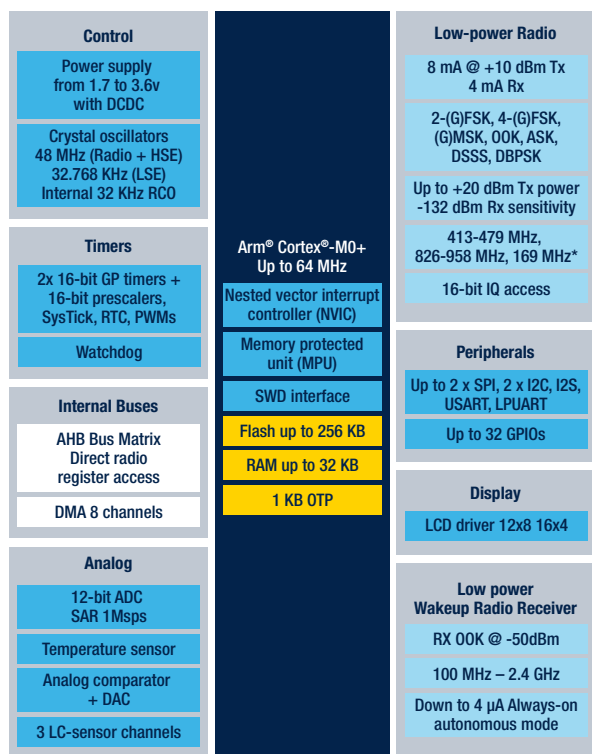 Control
Power supply
from 1.7 to 3.6v
with DCDC
Crystal oscillators
48 MHz (Radio + HSE)
32.768 KHz (LSE)
Internal 32 KHz RCO
Timers
2x 16-bit GP timers +
16-bit prescalers,
SysTick, RTC, PWMs
Watchdog
Internal Buses
AHB Bus Matrix
Direct radio
register access
DMA 8 channels
Analog
12-bit ADC
SAR 1Msps
Temperature sensor
Analog comparator
+ DAC
3 LC-sensor channels
Arm® Cortex®-M0+
Up to 64 MHz
Nested vector interrupt
controller (NVIC)
Memory protected
unit (MPU)
SWD interface
Flash up to 256 KB
RAM up to 32 KB
1 KB OTP
Low-power Radio
8 mA @ +10 dBm Tx
4 mA Rx
2-(G)FSK, 4-(G)FSK,
(G)MSK, OOK, ASK,
DSSS, DBPSK
Up to +20 dBm Tx power
-132 dBm Rx sensitivity
413-479 MHz,
826-958 MHz, 169 MHz*
16-bit IQ access
Peripherals
Up to 2 x SPI, 2 x I2C, I2S,
USART, LPUART
Up to 32 GPIOs
Display
LCD driver 12x8 16x4
Low power
Wakeup Radio Receiver
RX OOK @ -50dBm
100 MHz – 2.4 GHz
Down to 4 µA Always-on
autonomous mode